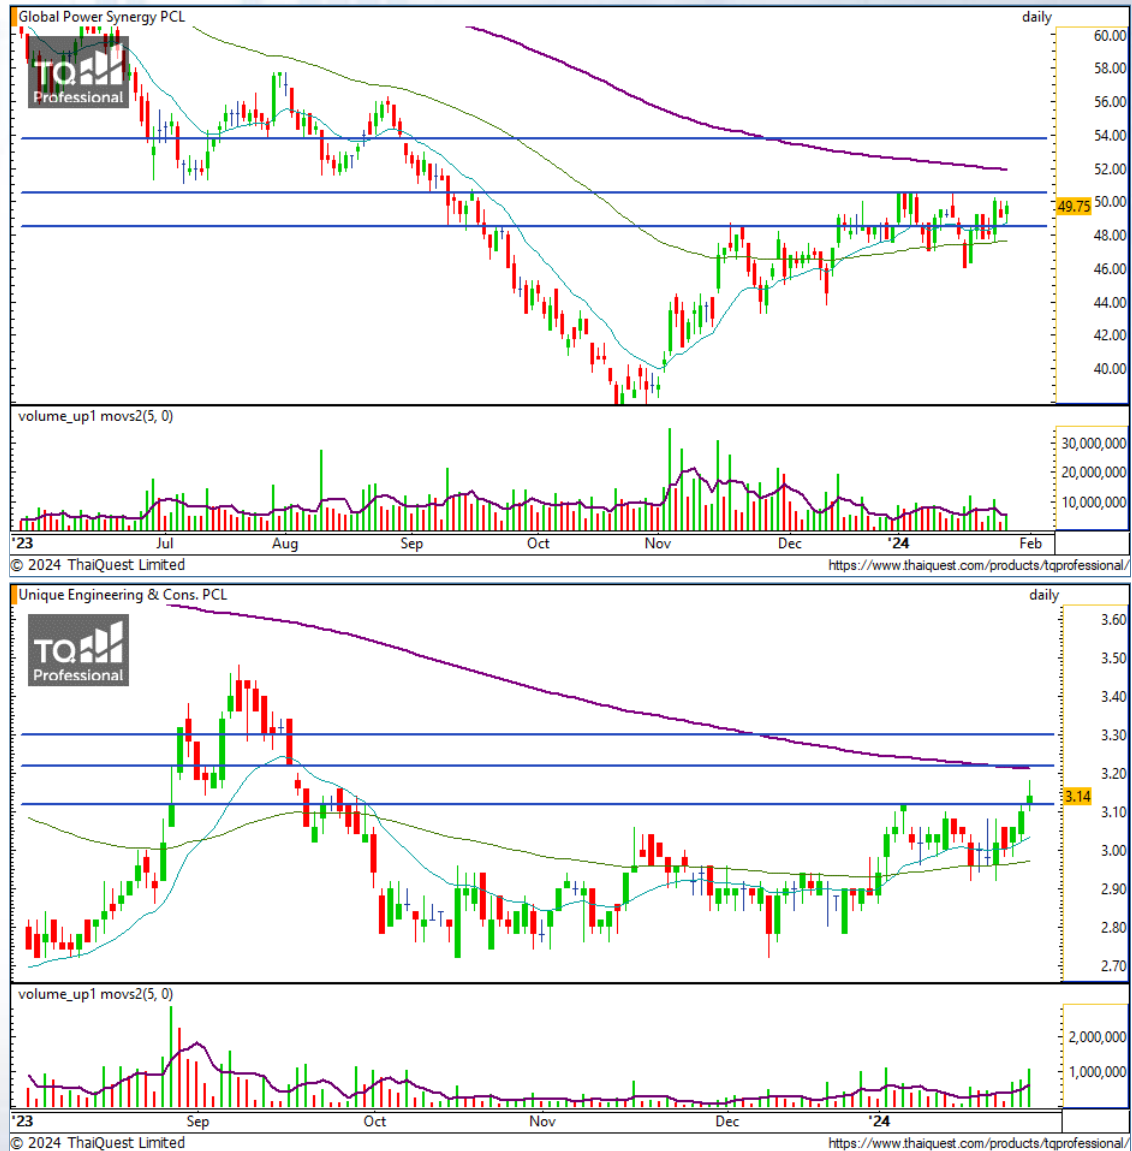 Global Power Synergy PCL daily
TQ
Professional
60.00
58.00
56.00
54.00
52.00
50.00
49.75
48.00
46.00
44.00
42.00
40.00
volume_up1 movs2(5, 0)
30,000,000
20,000,000
10,000,000
'23 Jul Aug Sep Oct Nov Dec '24 Feb
© 2024 ThaiQuest Limited https://www.thaiquest.com/products/tqprofessional/
Unique Engineering & Cons. PCL daily
TQ
Professional
3.60
3.50
3.40
3.30
3.20
3.14
3.10
3.00
2.90
2.80
2.70
volume_up1 movs2(5, 0)
2,000,000
1,000,000
'23 Sep Oct Nov Dec '24
© 2024 ThaiQuest Limited https://www.thaiquest.com/products/tqprofessional/